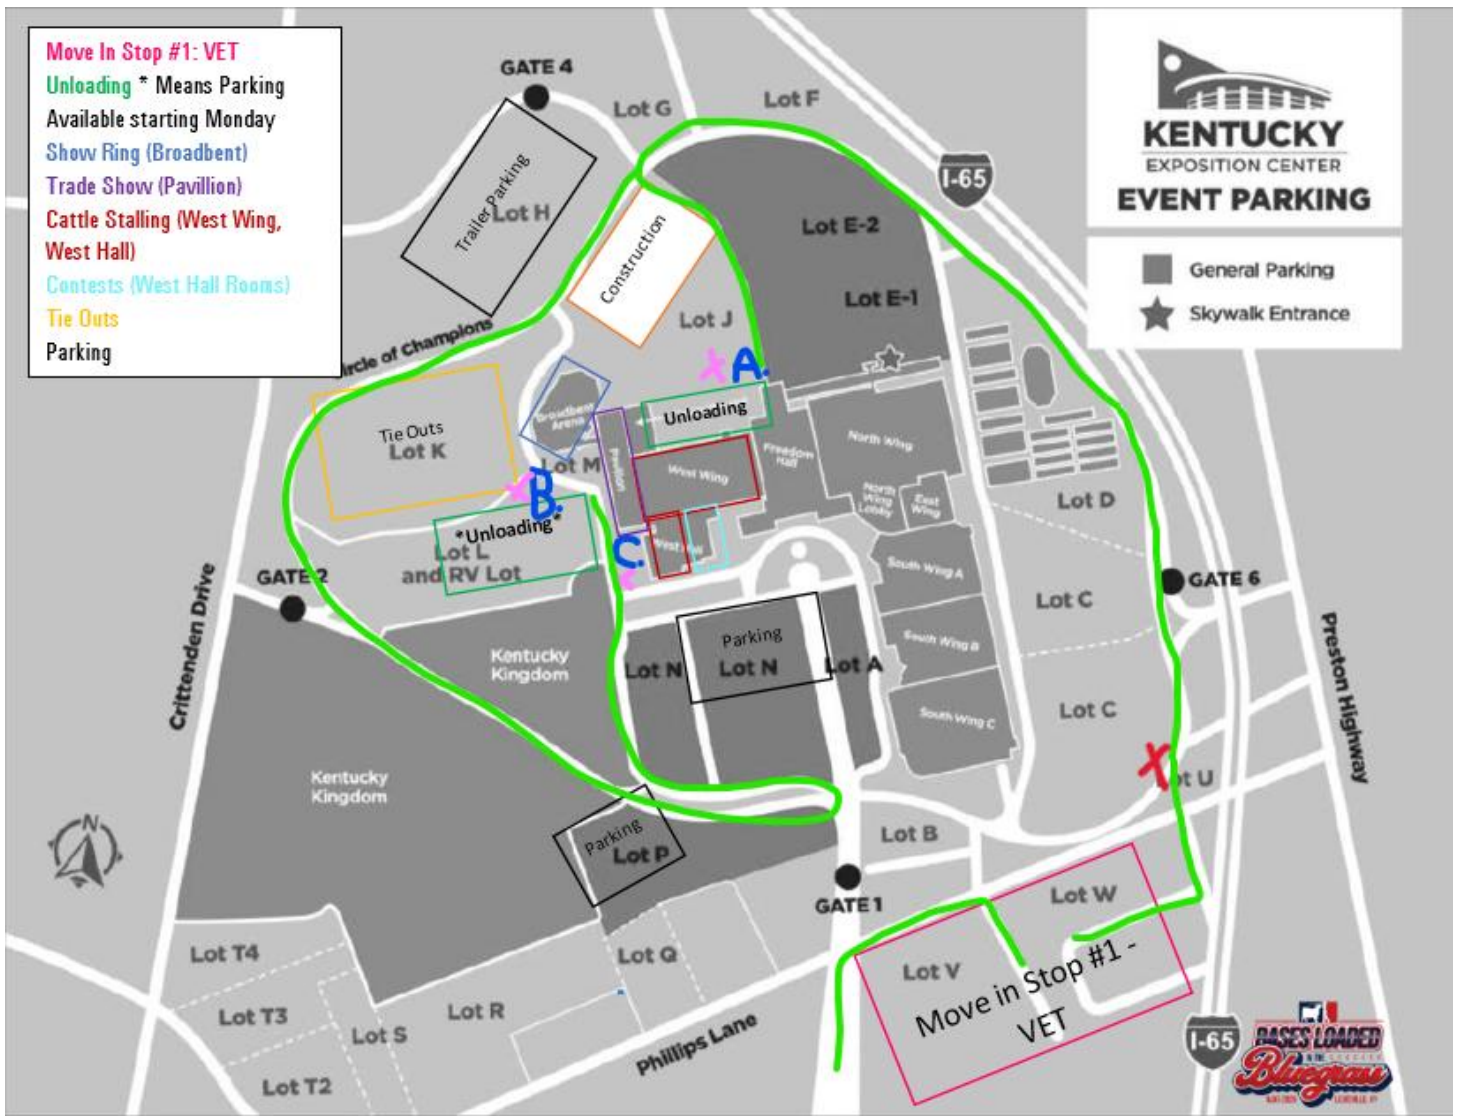 Move In Stop #1: VET
Unloading * Means Parking
Available starting Monday
Show Ring (Broadbent)
Trade Show (Pavillion)
Cattle Stalling (West Wing,
West Hall)
Contests (West Hall Rooms)
Tie Outs
Parking
KENTUCKY
EXPOSITION CENTER
EVENT PARKING
General Parking
Skywalk Entrance
GATE 4
Lot G
Lot F
I-65
Trailer Parking
Lot H
Construction
Lot E-2
Lot E-1
Lot J
Circle of Champions
X A.
Unloading
Broadbent
Arena
Tie Outs
Lot K
Lot M
Pavilion
West Wing
Freedom
Hall
North Wing
North
Wing
Lobby
East
Wing
Lot D
X B.
*Unloading*
Lot L
and RV Lot
C.
West Hall
South Wing A
GATE 2
GATE 6
Lot C
Crittenden Drive
Preston Highway
Kentucky
Kingdom
Lot N
Parking
Lot N
Lot A
South Wing B
South Wing C
Lot C
X
Lot U
Kentucky
Kingdom
N
Parking
Lot P
Lot B
GATE 1
Lot W
Lot V
Move in Stop #1 -
VET
Lot T4
Lot Q
Lot T3
Lot R
Lot S
Lot T2
Phillips Lane
I-65
BASES LOADED
IN THE
Bluegrass